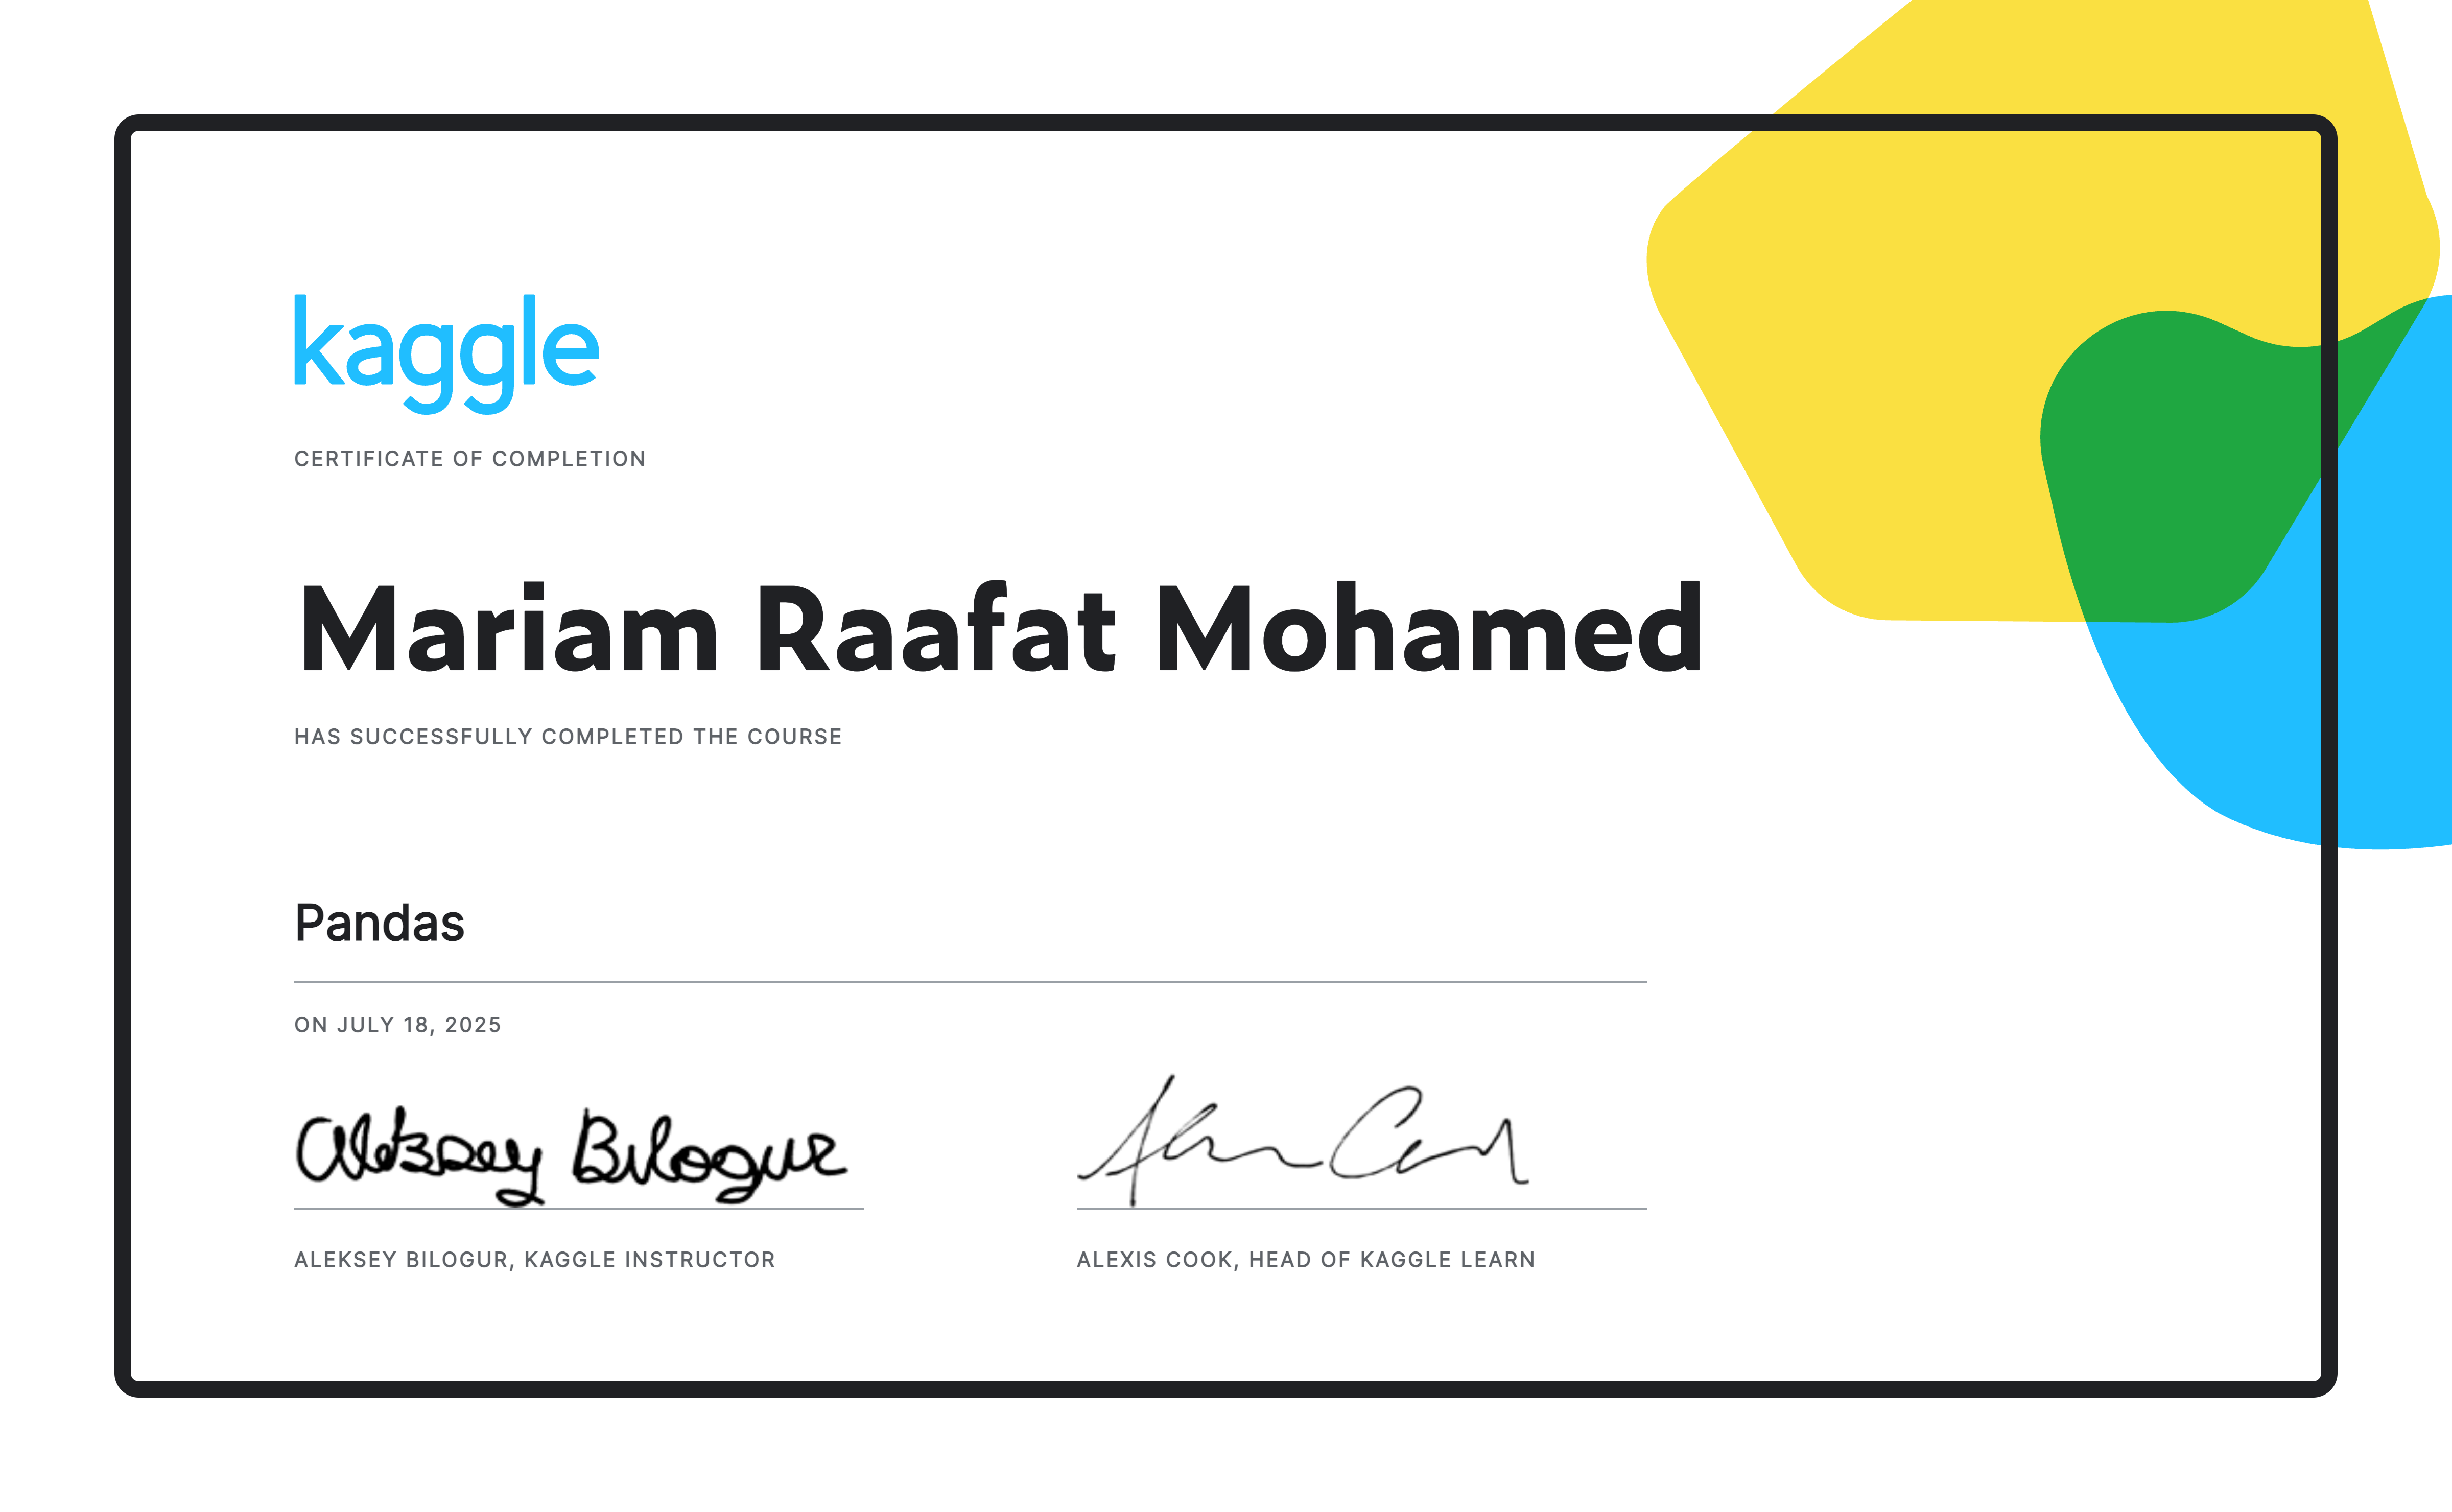 kaggle
CERTIFICATE OF COMPLETION
Mariam Raafat Mohamed
HAS SUCCESSFULLY COMPLETED THE COURSE
Pandas
ON JULY 18, 2025
Aleksey Bilogur
ALEKSEY BILOGUR, KAGGLE INSTRUCTOR
ALEXIS COOK, HEAD OF KAGGLE LEARN